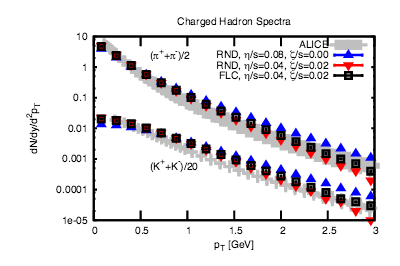 Charged Hadron Spectra
10
1
0.1
0.01
0.001
0.0001
1e-05
dN/dy/d²p_T
(π⁺+π⁻)/2
ALICE
RND, η/s=0.08, ζ/s=0.00
RND, η/s=0.04, ζ/s=0.02
FLC, η/s=0.04, ζ/s=0.02
(K⁺+K⁻)/20
0 0.5 1 1.5 2 2.5 3
p_T [GeV]